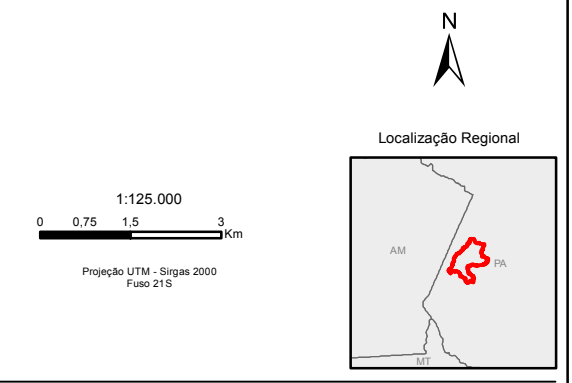 N
Localização Regional
1:125.000
0 0,75 1,5 3
Km
Projeção UTM - Sirgas 2000
Fuso 21S
AM
PA
MT